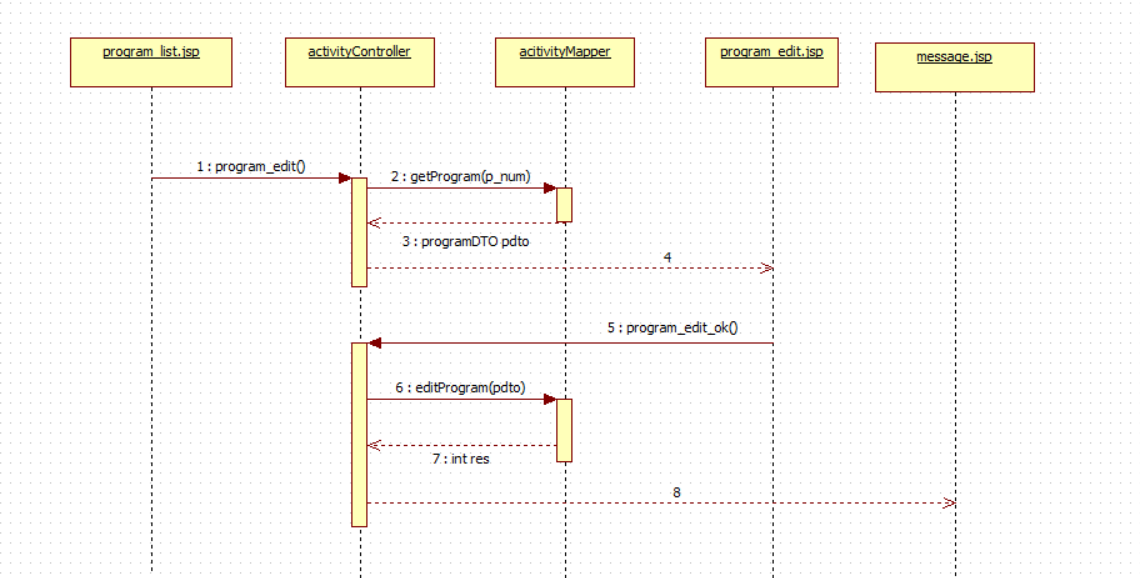 program_list.jsp
activityController
acitivityMapper
program_edit.jsp
message.jsp
1 : program_edit()
2 : getProgram(p_num)
3 : programDTO pdto
4
5 : program_edit_ok()
6 : editProgram(pdto)
7 : int res
8